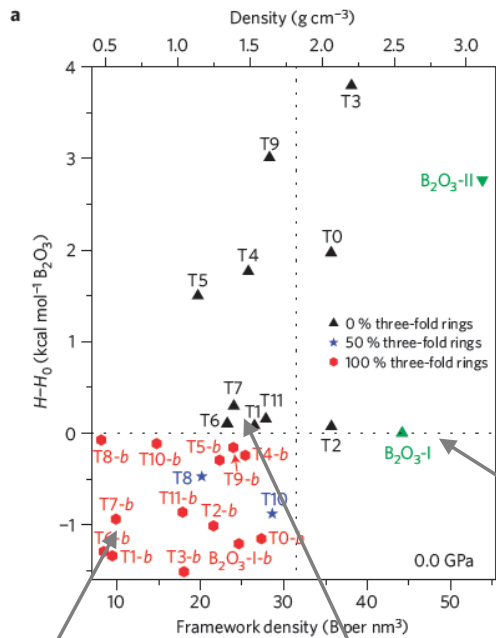 a
Density (g cm⁻³)
0.5 1.0 1.5 2.0 2.5 3.0
4
T3
T9
3
B₂O₃-II
T0
2
T4
T5
▲ 0 % three-fold rings
★ 50 % three-fold rings
1
100 % three-fold rings
T7
T6 T1 T11
0
T2 B₂O₃-I
T8-b T10-b T5-b T4-b
T8 T9-b
T7-b T11-b T2-b T10
−1
T6-b
T1-b T3-b B₂O₃-I-b T0-b
0.0 GPa
10 20 30 40 50
H–H₀ (kcal mol⁻¹ B₂O₃)
Framework density (B per nm³)